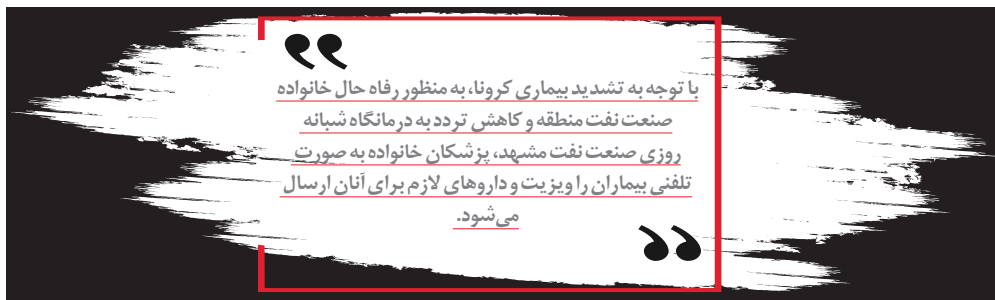 با توجه به تشدید بیماری کرونا، به منظور رفاه حال خانواده
صنعت نفت منطقه و کاهش تردد به درمانگاه شبانه
روزی صنعت نفت مشهد، پزشکان خانواده به صورت
تلفنی بیماران را ویزیت و داروهای لازم برای آنان ارسال
می‌شود.